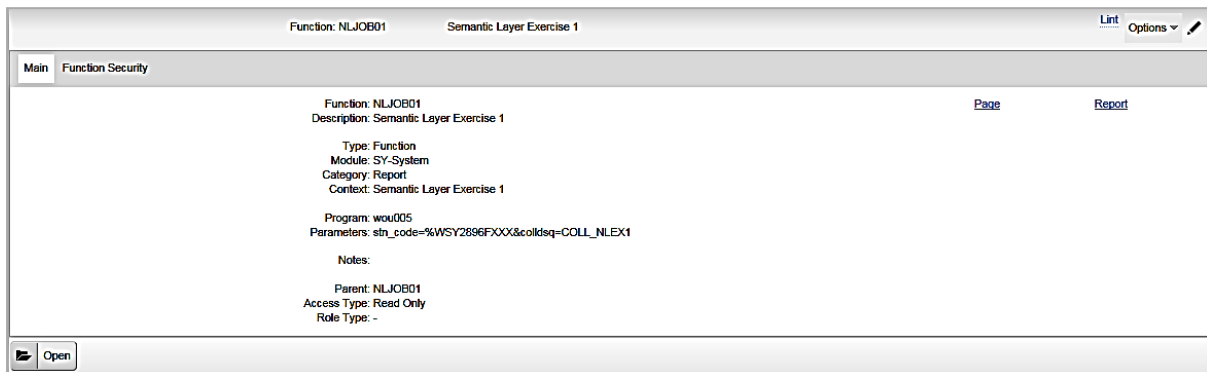 Function: NLJOB01 Semantic Layer Exercise 1 Lint Options
Main Function Security
Function: NLJOB01 Page Report
Description: Semantic Layer Exercise 1
Type: Function
Module: SY-System
Category: Report
Context: Semantic Layer Exercise 1
Program: wou005
Parameters: stn_code=%WSY2896FXXX&colldsq=COLL_NLEX1
Notes:
Parent: NLJOB01
Access Type: Read Only
Role Type: -
Open